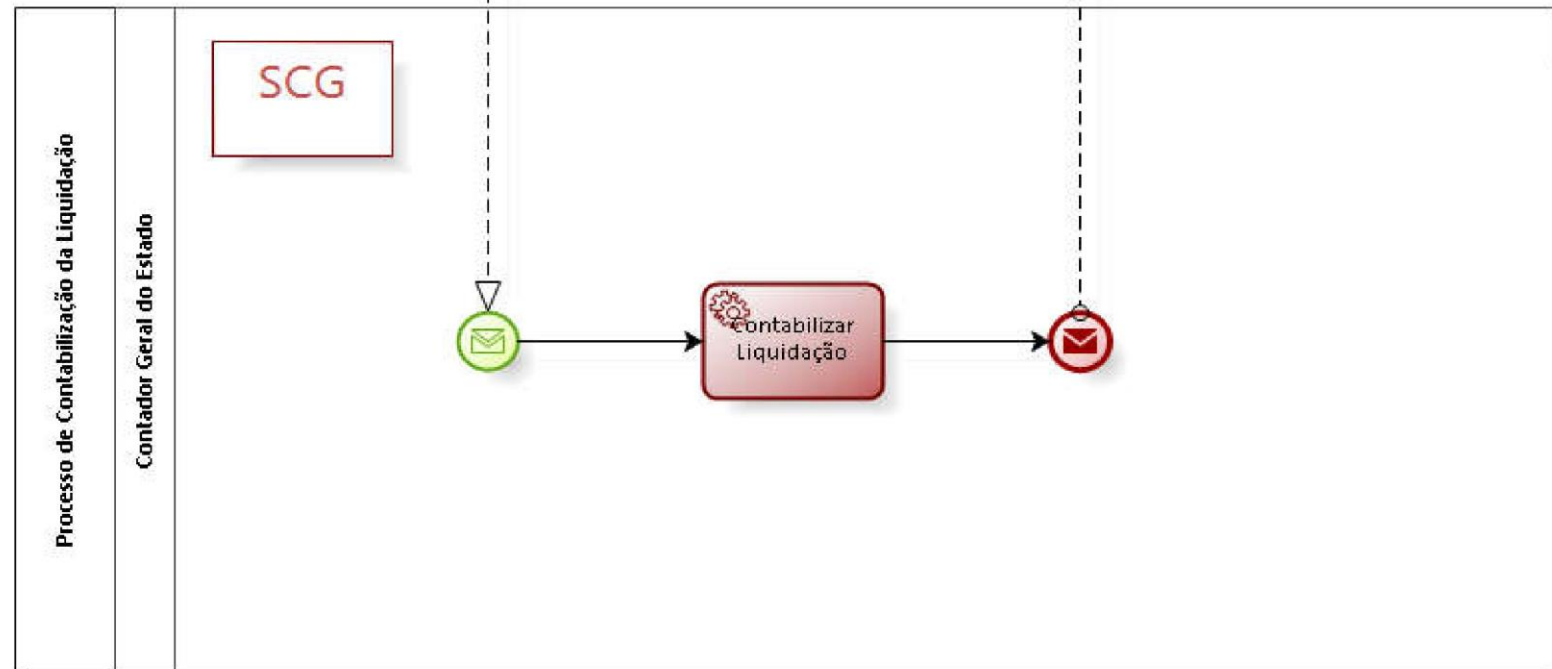 Processo de Contabilização da Liquidação
Contador Geral do Estado
SCG
Contabilizar
Liquidação